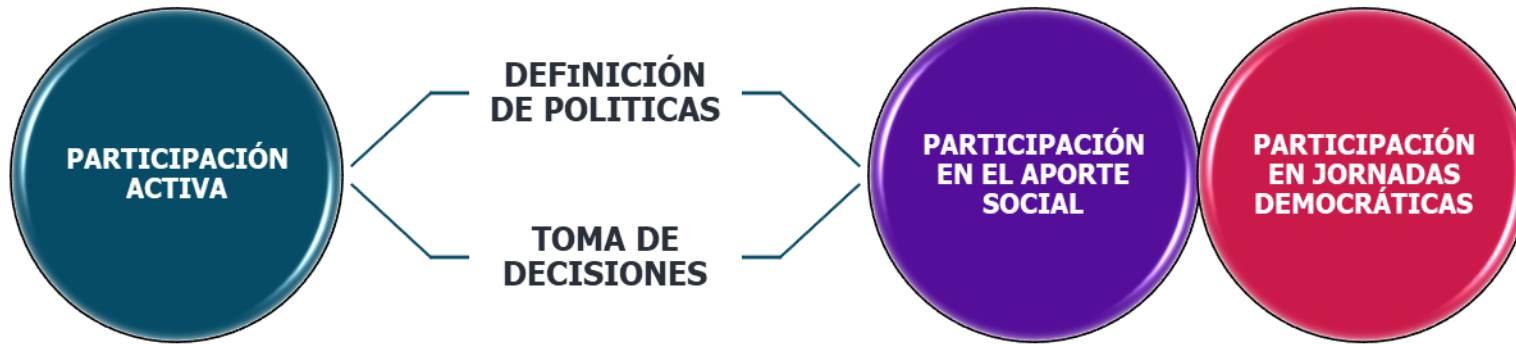 PARTICIPACIÓN
ACTIVA
DEFINICIÓN
DE POLITICAS
TOMA DE
DECISIONES
PARTICIPACIÓN
EN EL APORTE
SOCIAL
PARTICIPACIÓN
EN JORNADAS
DEMOCRÁTICAS